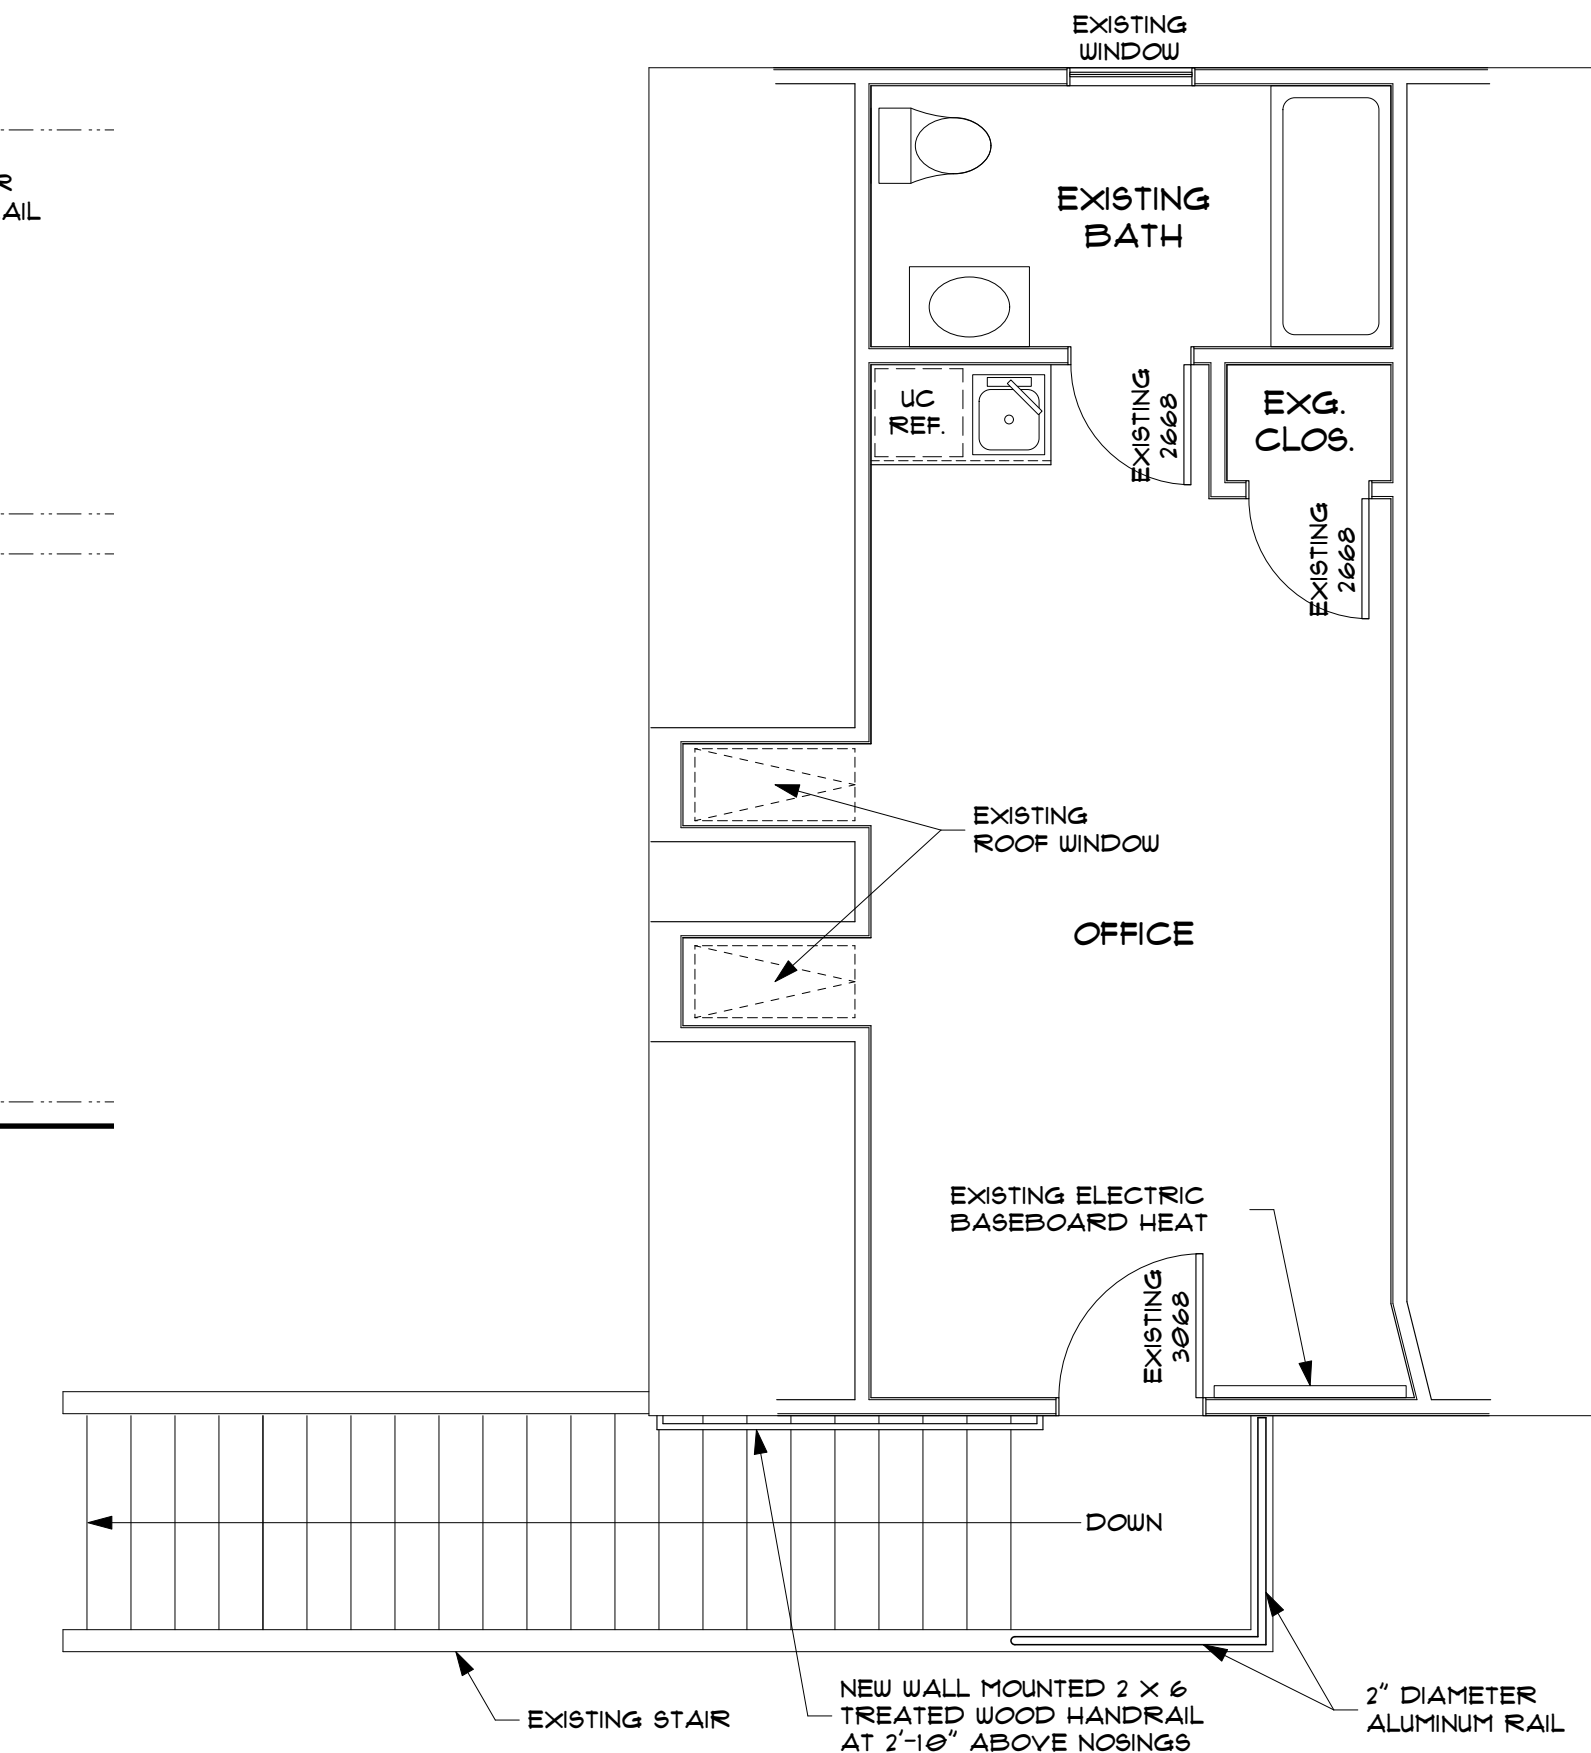 EXISTING
WINDOW
R
AIL
EXISTING
BATH
UC
REF.
EXISTING
2668
EXG.
CLOS.
EXISTING
2668
EXISTING
ROOF WINDOW
OFFICE
EXISTING ELECTRIC
BASEBOARD HEAT
EXISTING
3068
DOWN
EXISTING STAIR
NEW WALL MOUNTED 2 X 6
TREATED WOOD HANDRAIL
AT 2'-10" ABOVE NOSINGS
2" DIAMETER
ALUMINUM RAIL